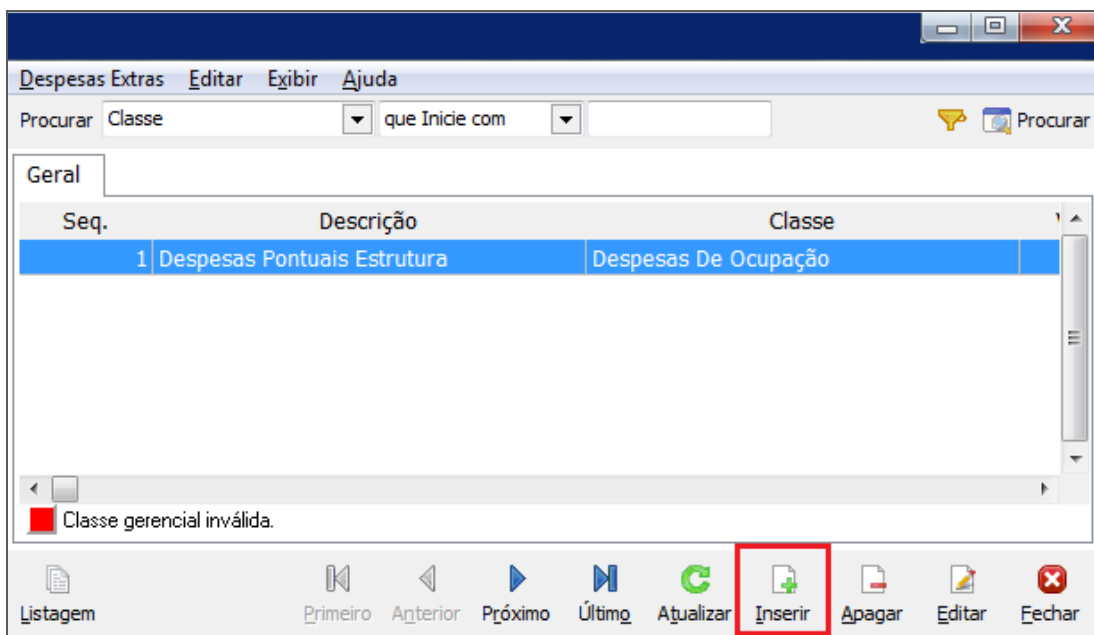 Despesas Extras Editar Exibir Ajuda
Procurar Classe que Inicie com Procurar
Geral
Seq. Descrição Classe
1 Despesas Pontuais Estrutura Despesas De Ocupação
Classe gerencial inválida.
Listagem Primeiro Anterior Próximo Último Atualizar Inserir Apagar Editar Fechar